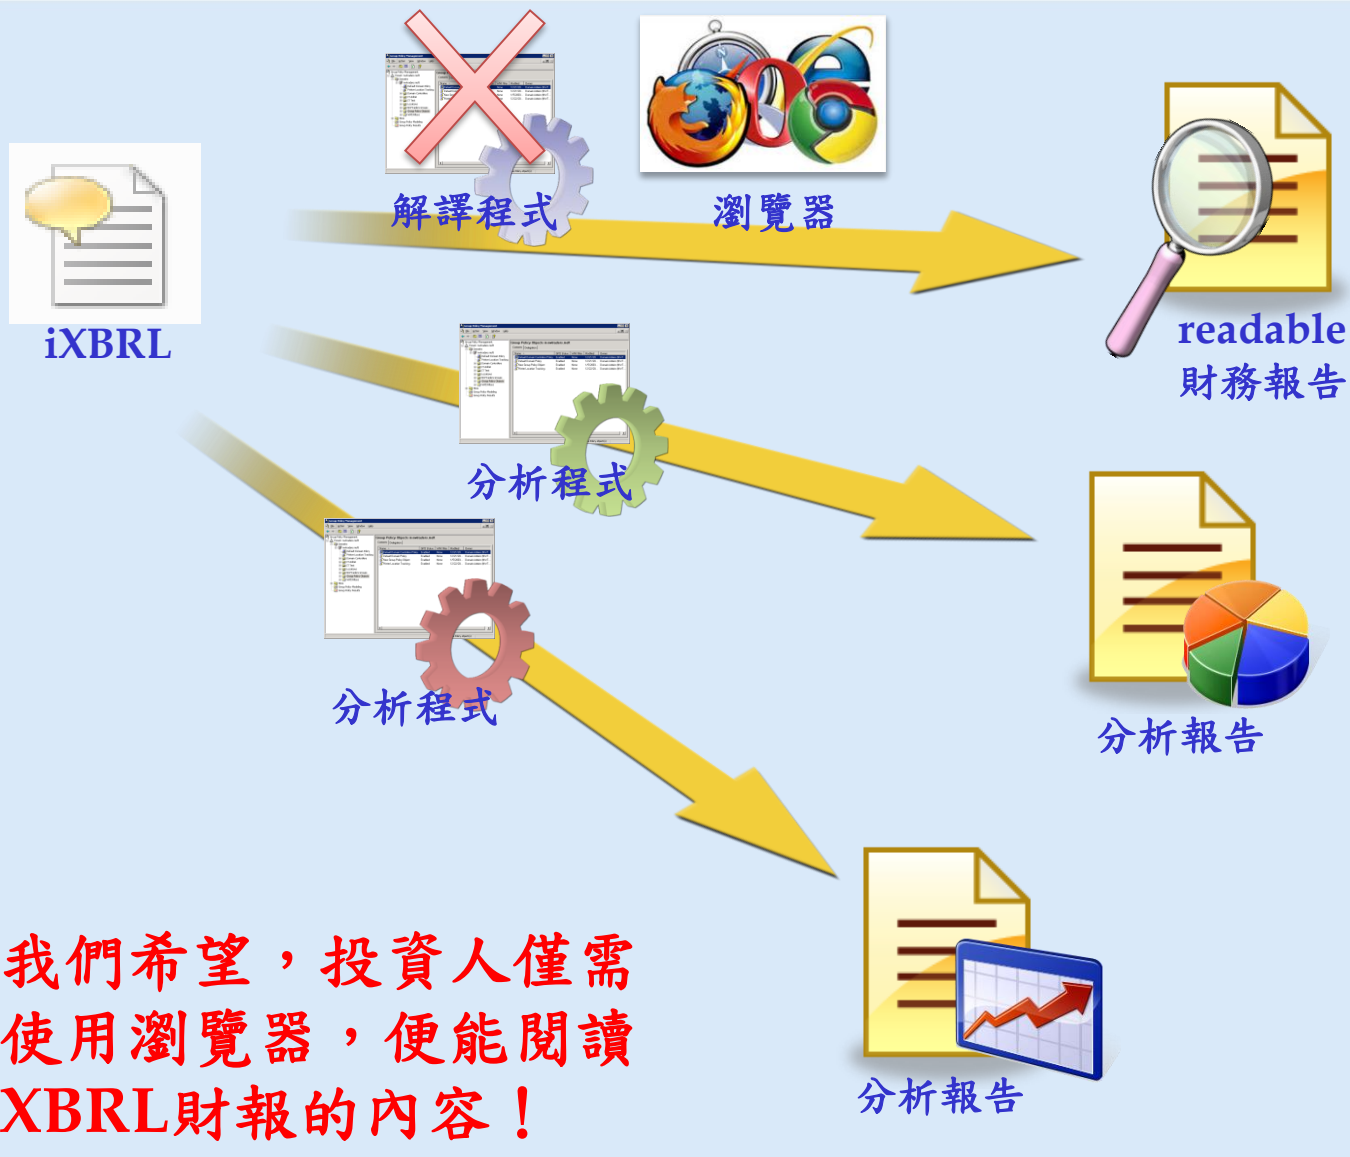 解譯程式
瀏覽器
iXBRL
readable
財務報告
分析程式
分析程式
分析報告
分析報告
我們希望，投資人僅需
使用瀏覽器，便能閱讀
XBRL財報的內容！